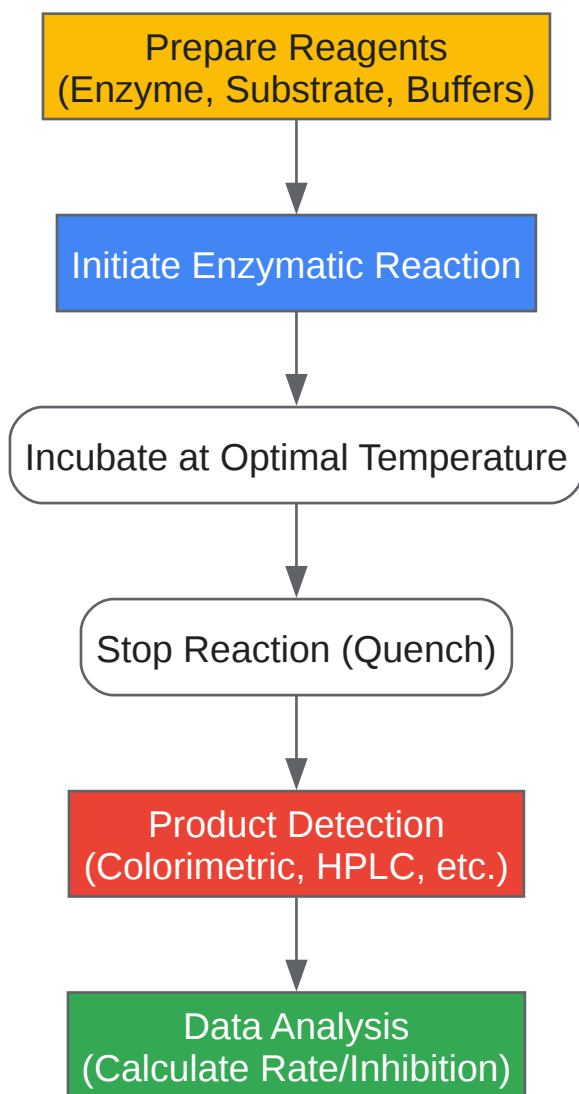 Prepare Reagents
(Enzyme, Substrate, Buffers)
Initiate Enzymatic Reaction
Incubate at Optimal Temperature
Stop Reaction (Quench)
Product Detection
(Colorimetric, HPLC, etc.)
Data Analysis
(Calculate Rate/Inhibition)